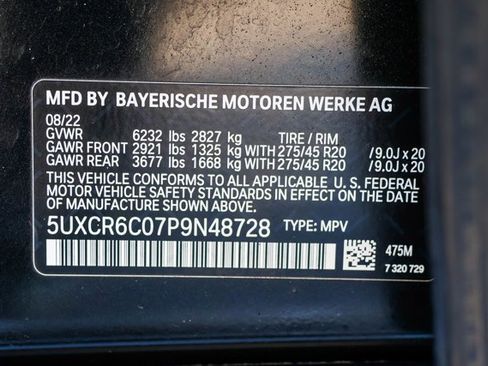 MFD BY BAYERISCHE MOTOREN WERKE AG
08/22
GVWR 6232 lbs 2827 kg TIRE / RIM
GAWR FRONT 2921 lbs 1325 kg WITH 275/45 R20 /9.0J x 20
GAWR REAR 3677 lbs 1668 kg WITH 275/45 R20 /9.0J x 20
THIS VEHICLE CONFORMS TO ALL APPLICABLE U. S. FEDERAL
MOTOR VEHICLE SAFETY STANDARDS IN EFFECT ON THE DATE
OF MANUFACTURE SHOWN ABOVE.
5UXCR6C07P9N48728 TYPE: MPV
475M
7 320 729